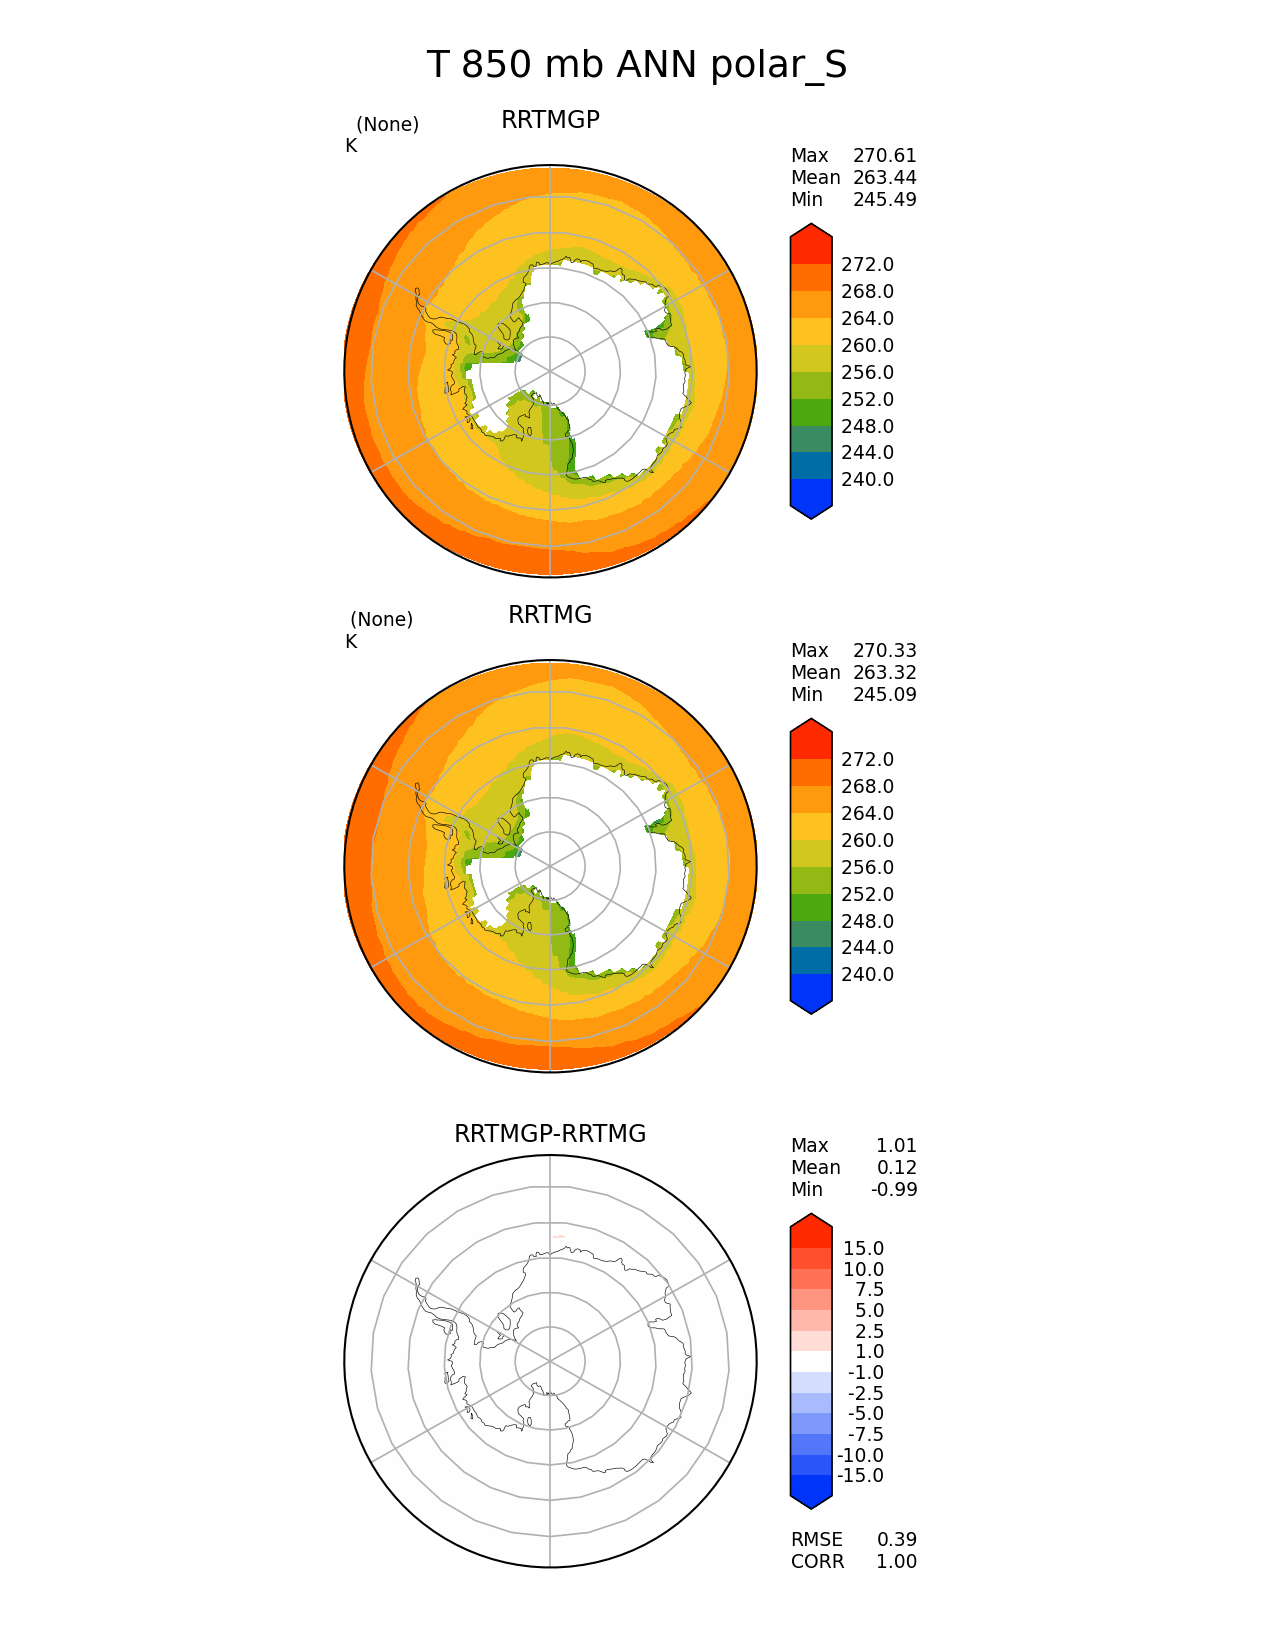 T 850 mb ANN polar_S
(None)
RRTMGP
K
Max 270.61
Mean 263.44
Min 245.49
272.0
268.0
264.0
260.0
256.0
252.0
248.0
244.0
240.0
(None)
RRTMG
K
Max 270.33
Mean 263.32
Min 245.09
272.0
268.0
264.0
260.0
256.0
252.0
248.0
244.0
240.0
RRTMGP-RRTMG
Max 1.01
Mean 0.12
Min -0.99
15.0
10.0
7.5
5.0
2.5
1.0
-1.0
-2.5
-5.0
-7.5
-10.0
-15.0
RMSE 0.39
CORR 1.00